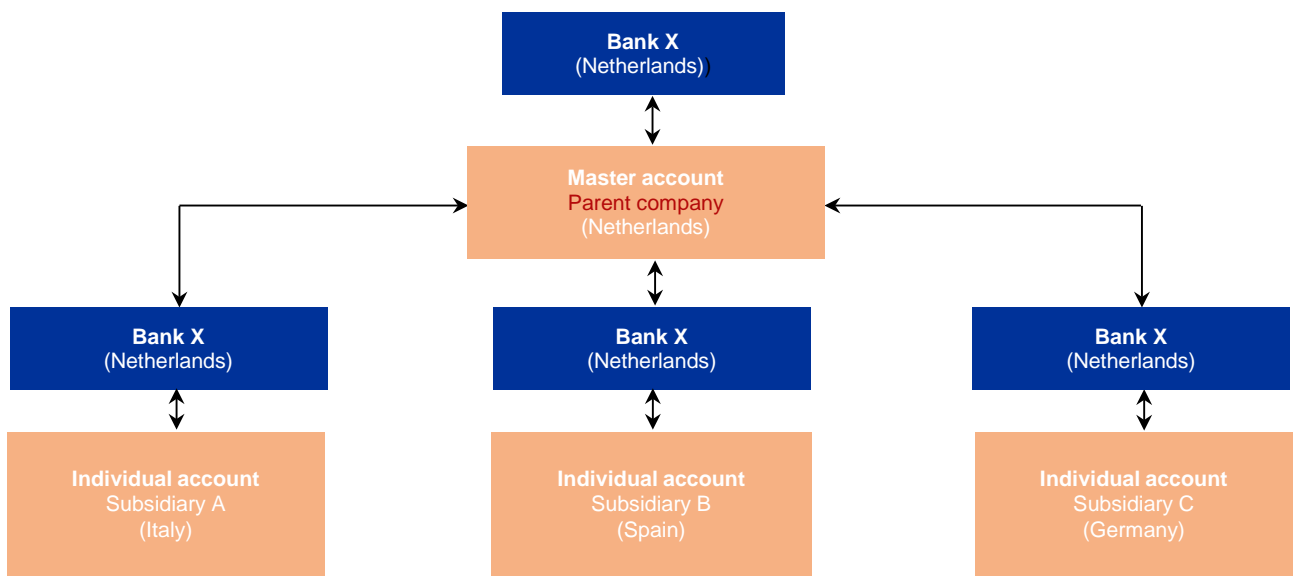 Bank X
(Netherlands))
Master account
Parent company
(Netherlands)
Bank X
(Netherlands)
Bank X
(Netherlands)
Bank X
(Netherlands)
Individual account
Subsidiary A
(Italy)
Individual account
Subsidiary B
(Spain)
Individual account
Subsidiary C
(Germany)